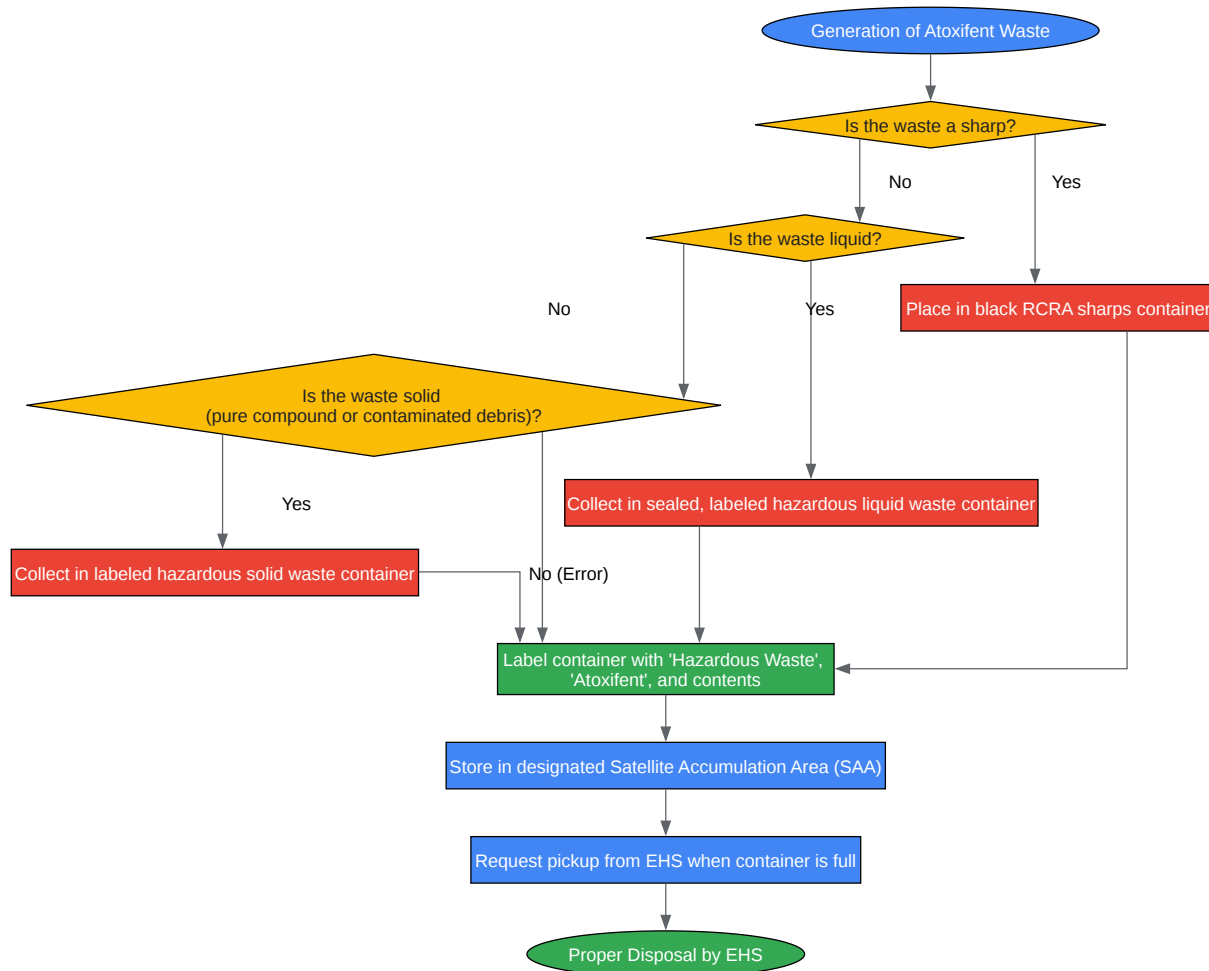 Generation of Atoxifent Waste
Is the waste a sharp?
No
Yes
Is the waste liquid?
No
Yes
Place in black RCRA sharps container
Is the waste solid
(pure compound or contaminated debris)?
Yes
Collect in sealed, labeled hazardous liquid waste container
Collect in labeled hazardous solid waste container
No (Error)
Label container with 'Hazardous Waste',
'Atoxifent', and contents
Store in designated Satellite Accumulation Area (SAA)
Request pickup from EHS when container is full
Proper Disposal by EHS